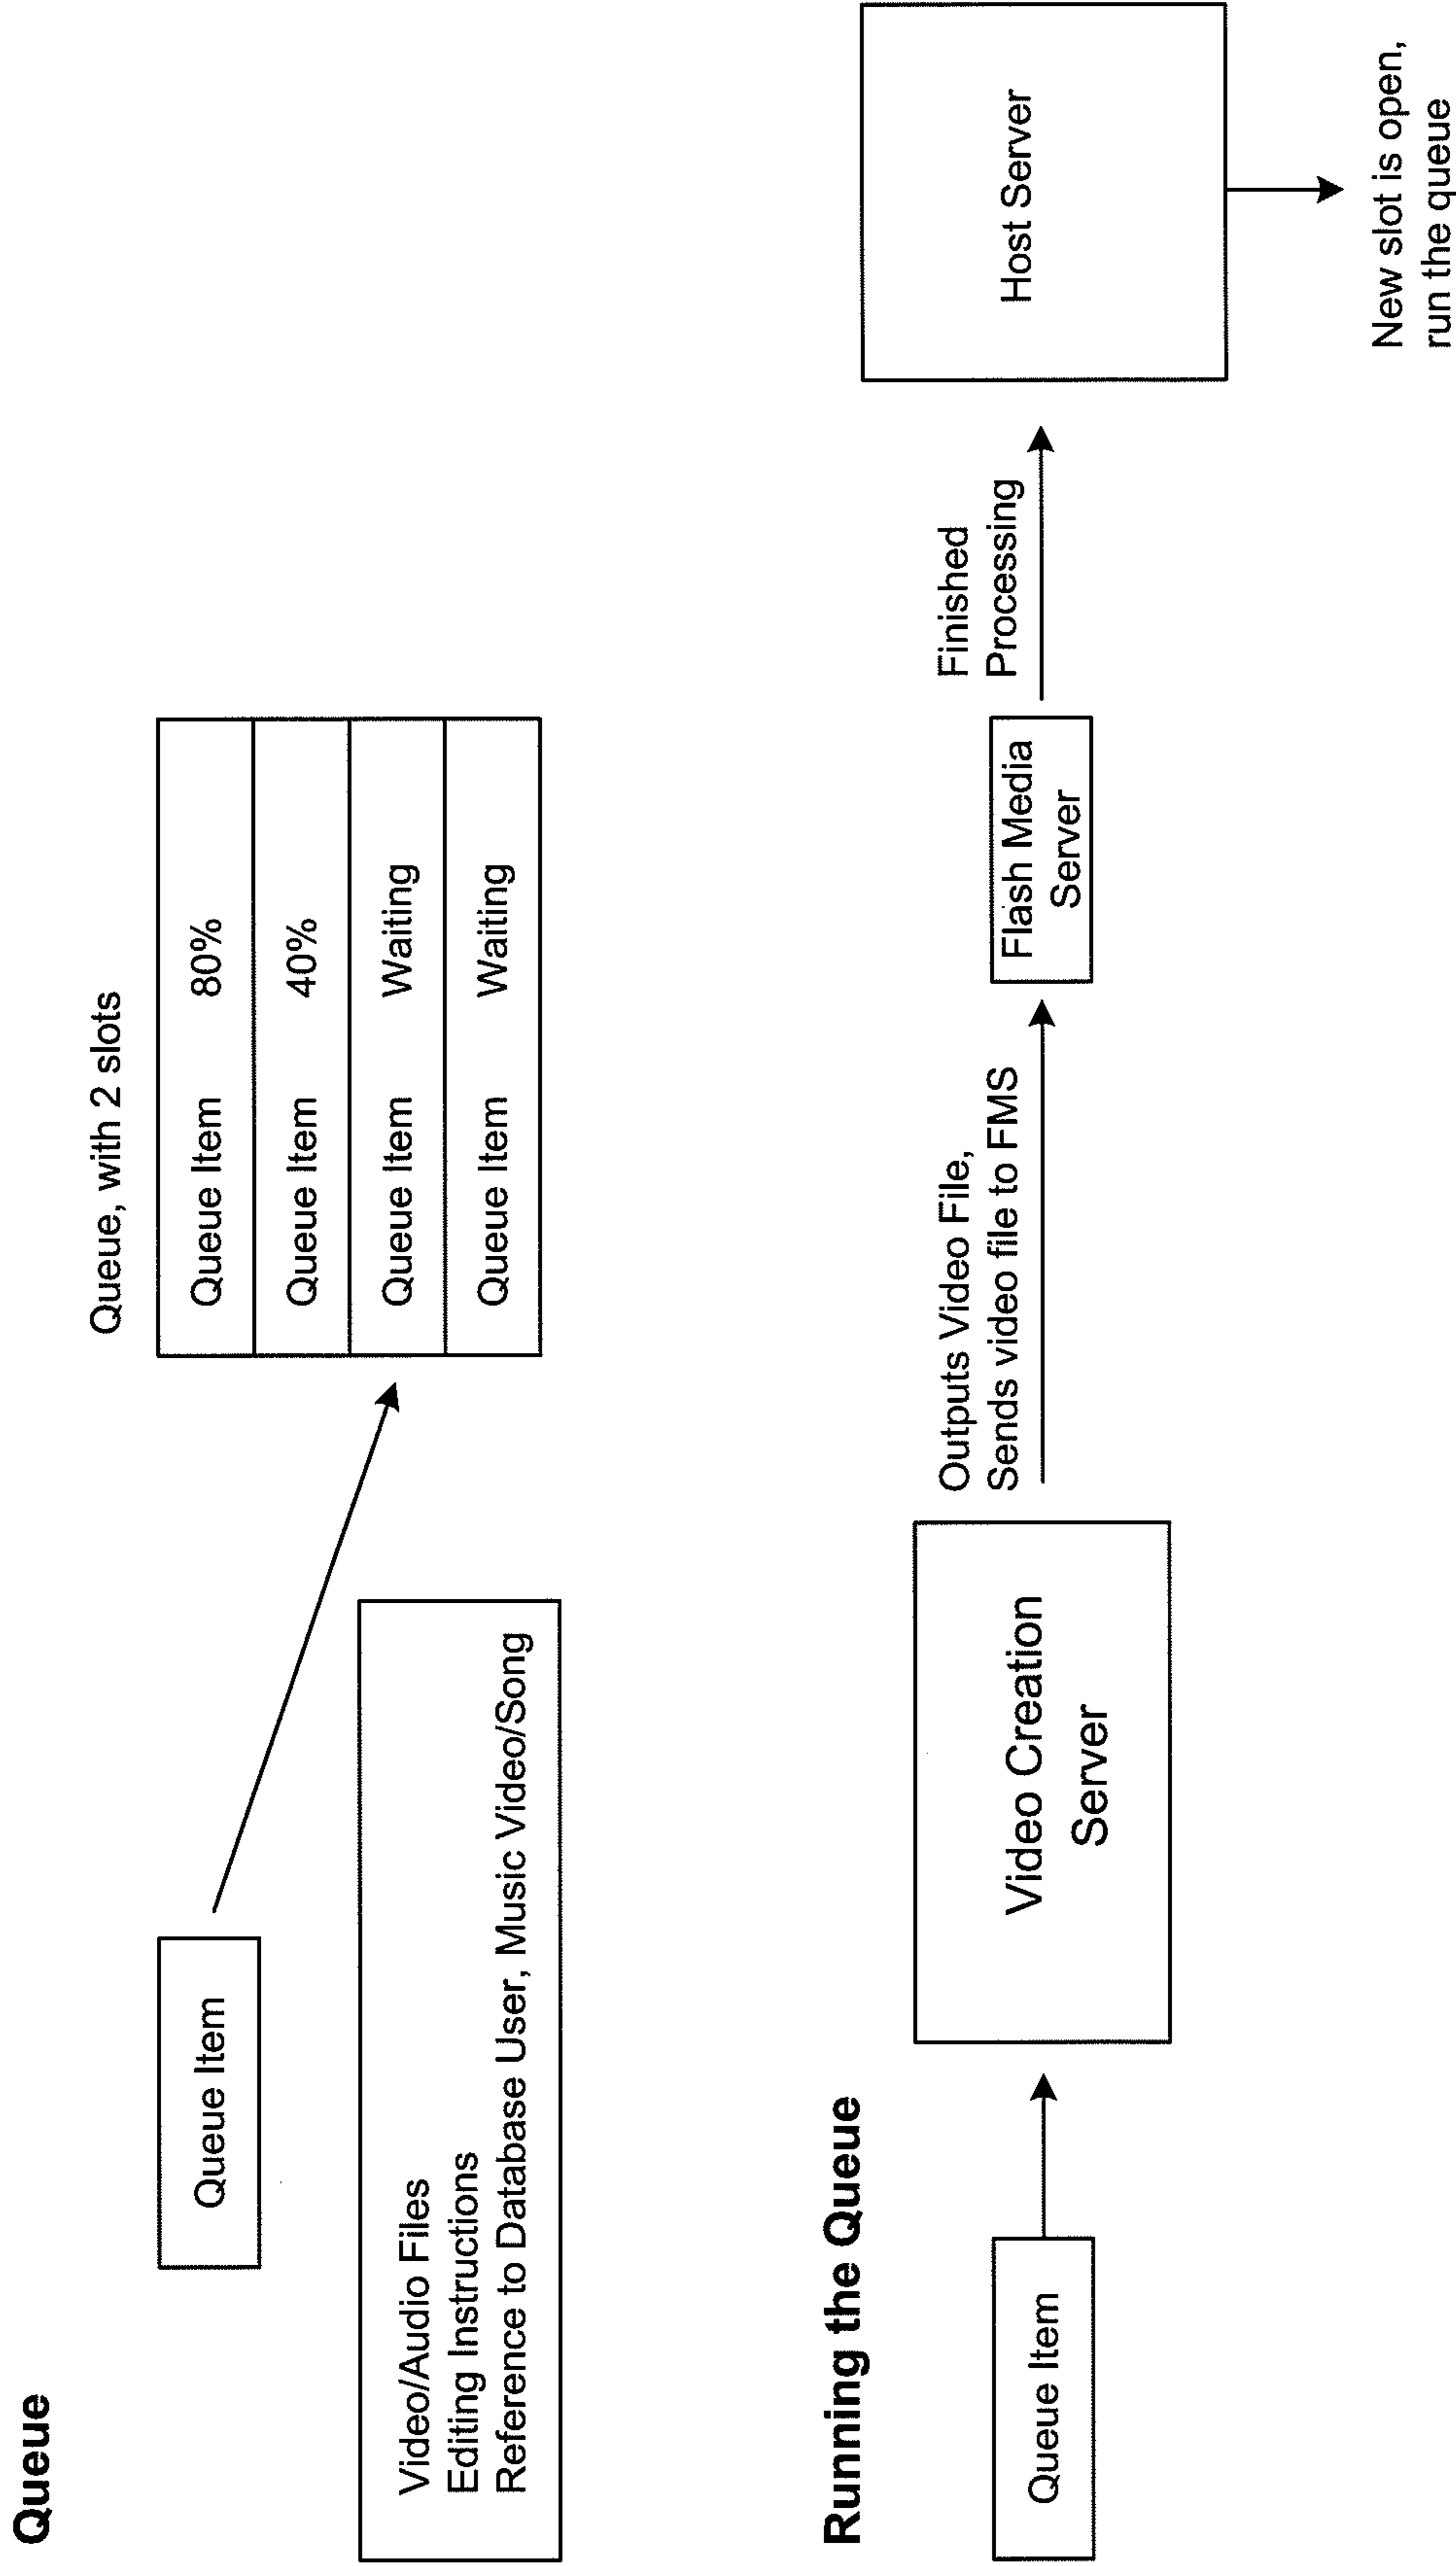 Queue
Queue Item
Video/Audio Files
Editing Instructions
Reference to Database User, Music Video/Song
Queue, with 2 slots
Queue Item 80%
Queue Item 40%
Queue Item Waiting
Queue Item Waiting
Running the Queue
Queue Item
Video Creation
Server
Outputs Video File,
Sends video file to FMS
Flash Media
Server
Finished
Processing
Host Server
New slot is open,
run the queue